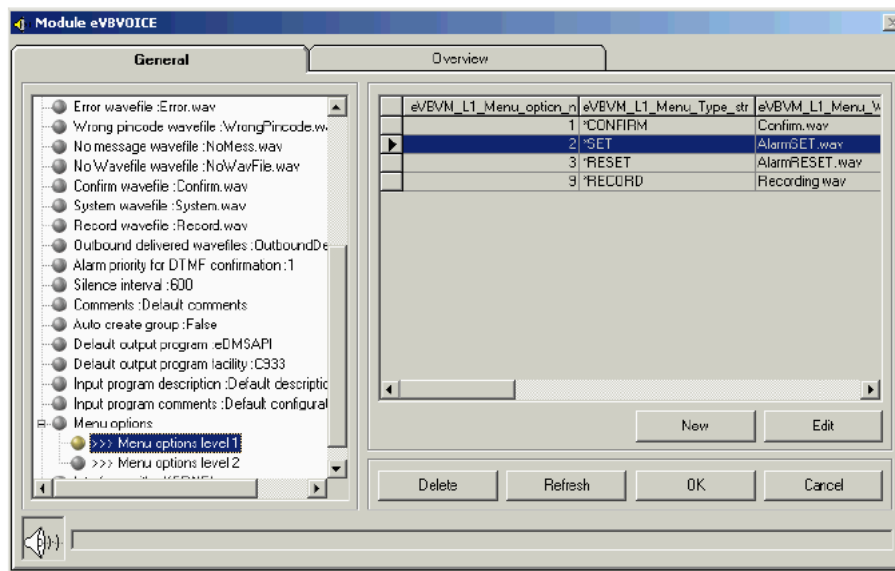 Module eVBVOICE
General
Overview
Error wavefile :Error.wav
Wrong pincode wavefile :WrongPincode.w
No message wavefile :NoMess.wav
No Wavefile wavefile :NoWavFile.wav
Confirm wavefile :Confirm.wav
System wavefile :System.wav
Record wavefile :Record.wav
Outbound delivered wavefiles :OutboundDe
Alarm priority for DTMF confirmation :1
Silence interval :600
Comments :Default comments
Auto create group :False
Default output program :eDMSAPI
Default output program facility :C933
Input program description :Default descriptic
Input program comments :Default configurat
Menu options
>>> Menu options level 1
>>> Menu options level 2
eVBVM_L1_Menu_option_n eVBVM_L1_Menu_Type_str eVBVM_L1_Menu_W
1 *CONFIRM Confirm.wav
2 *SET AlarmSET.wav
3 *RESET AlarmRESET.wav
9 *RECORD Recording.wav
New Edit
Delete Refresh OK Cancel